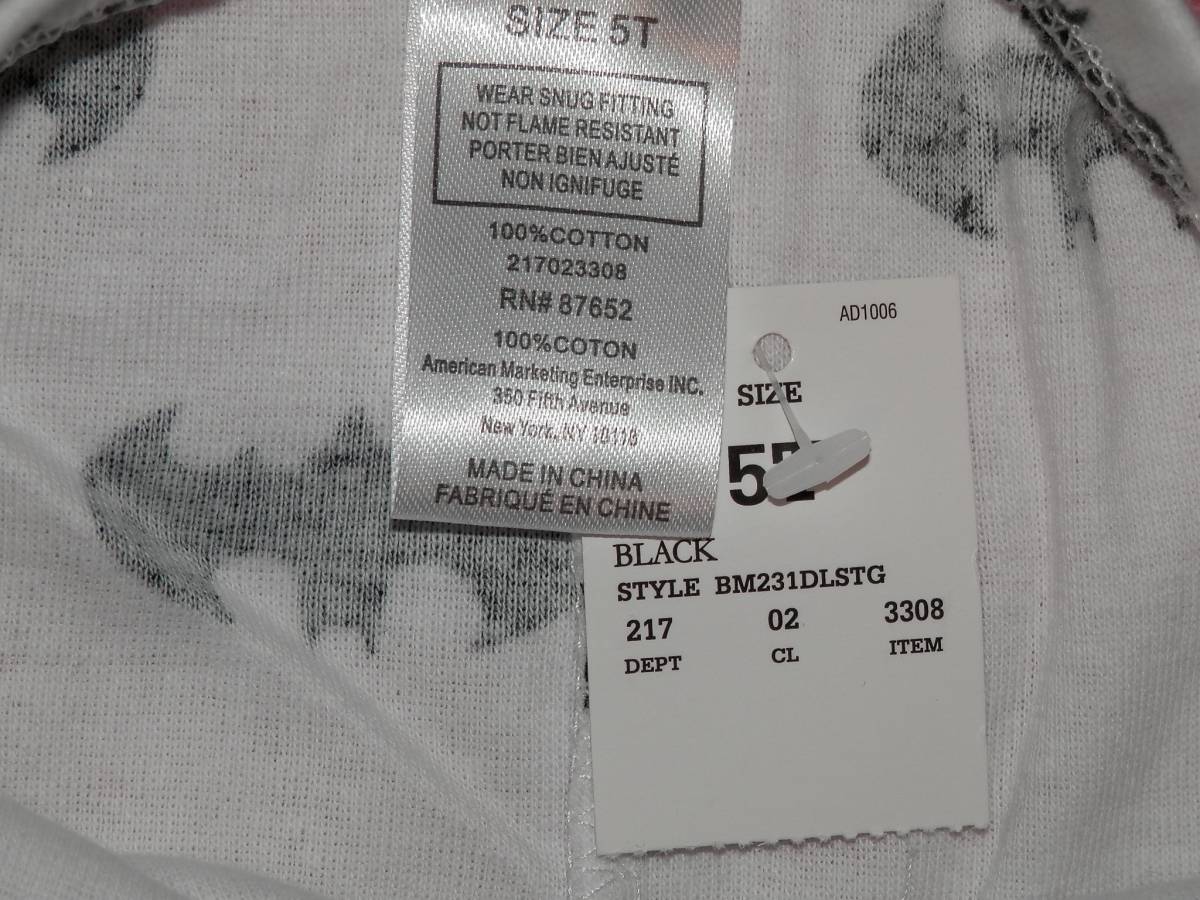 SIZE 5T
WEAR SNUG FITTING
NOT FLAME RESISTANT
PORTER BIEN AJUSTÉ
NON IGNIFUGE
100%COTTON
217023308
RN# 87652
100%COTON
American Marketing Enterprise INC.
350 Fifth Avenue
New York, NY 10118
MADE IN CHINA
FABRIQUÉ EN CHINE
AD1006
SIZE
5T
BLACK
STYLE BM231DLSTG
217 02 3308
DEPT CL ITEM